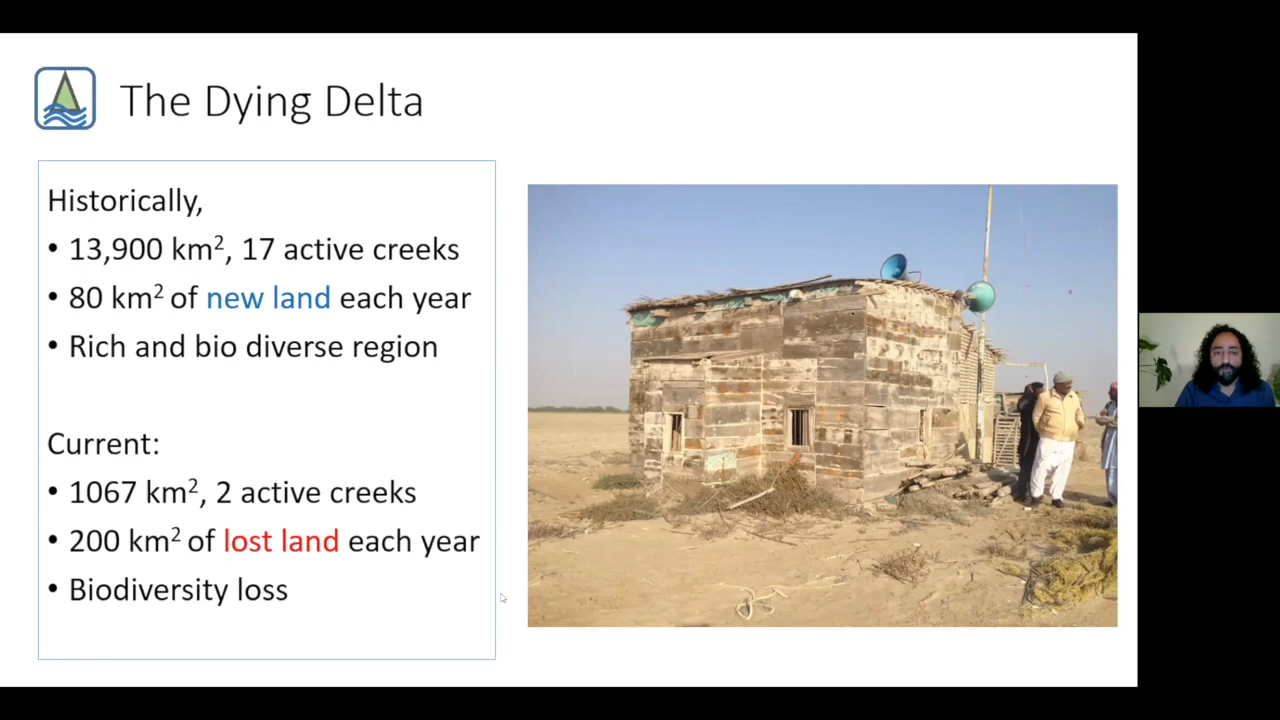 The Dying Delta
Historically,
• 13,900 km², 17 active creeks
• 80 km² of new land each year
• Rich and bio diverse region
Current:
• 1067 km², 2 active creeks
• 200 km² of lost land each year
• Biodiversity loss